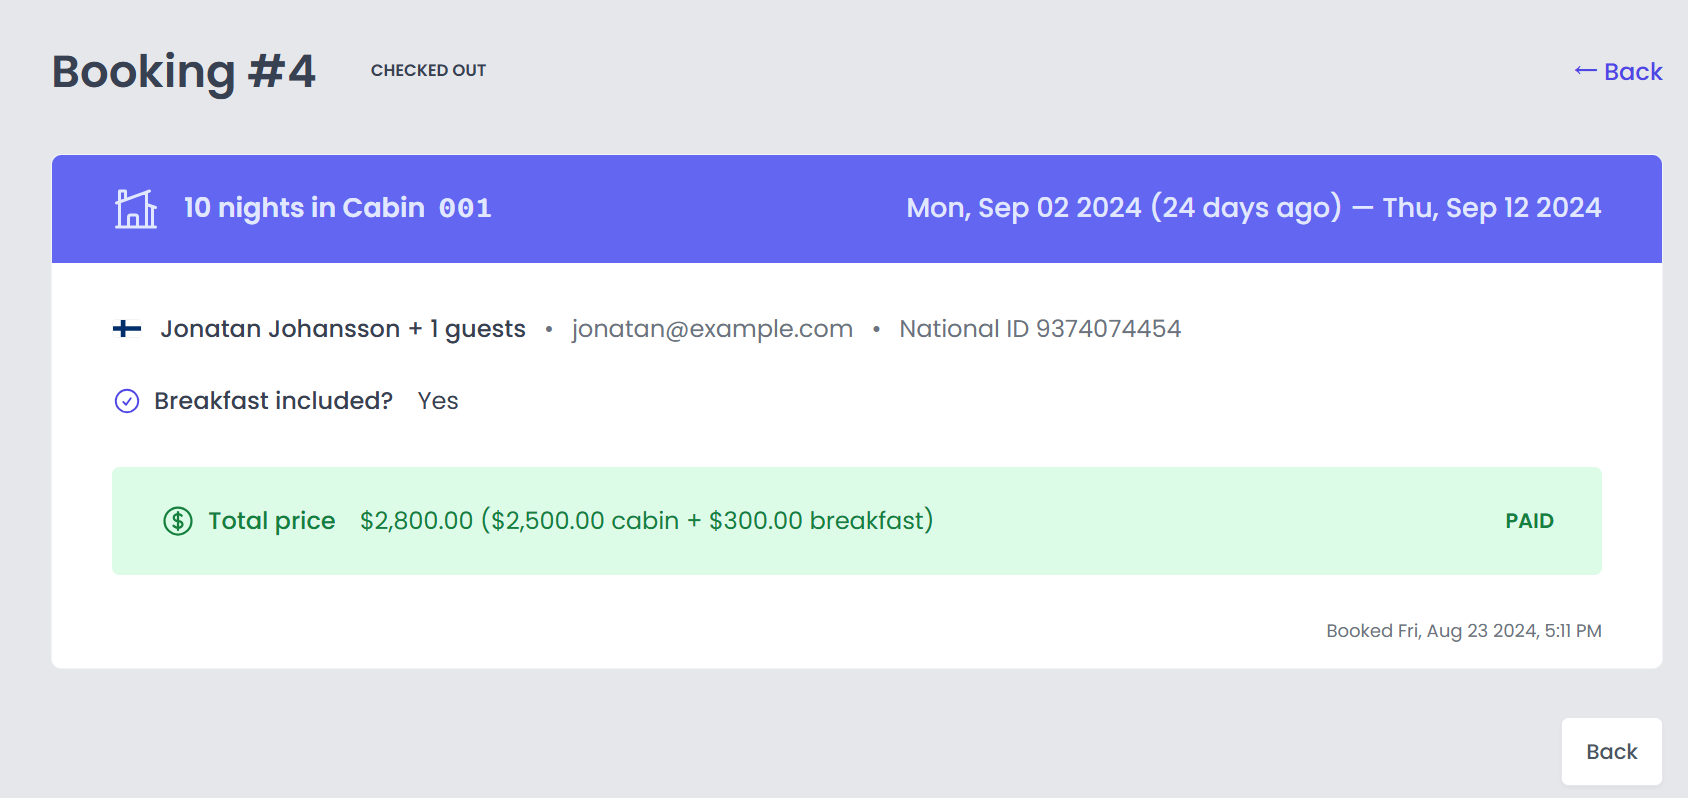 Booking #4 CHECKED OUT ← Back
10 nights in Cabin 001 Mon, Sep 02 2024 (24 days ago) — Thu, Sep 12 2024
Jonatan Johansson + 1 guests • jonatan@example.com • National ID 9374074454
Breakfast included? Yes
Total price $2,800.00 ($2,500.00 cabin + $300.00 breakfast) PAID
Booked Fri, Aug 23 2024, 5:11 PM
Back